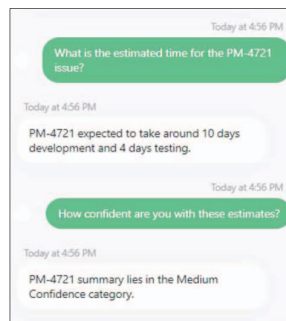 Today at 4:56 PM
What is the estimated time for the PM-4721
issue?
Today at 4:56 PM
PM-4721 expected to take around 10 days
development and 4 days testing.
Today at 4:56 PM
How confident are you with these estimates?
Today at 4:56 PM
PM-4721 summary lies in the Medium
Confidence category.